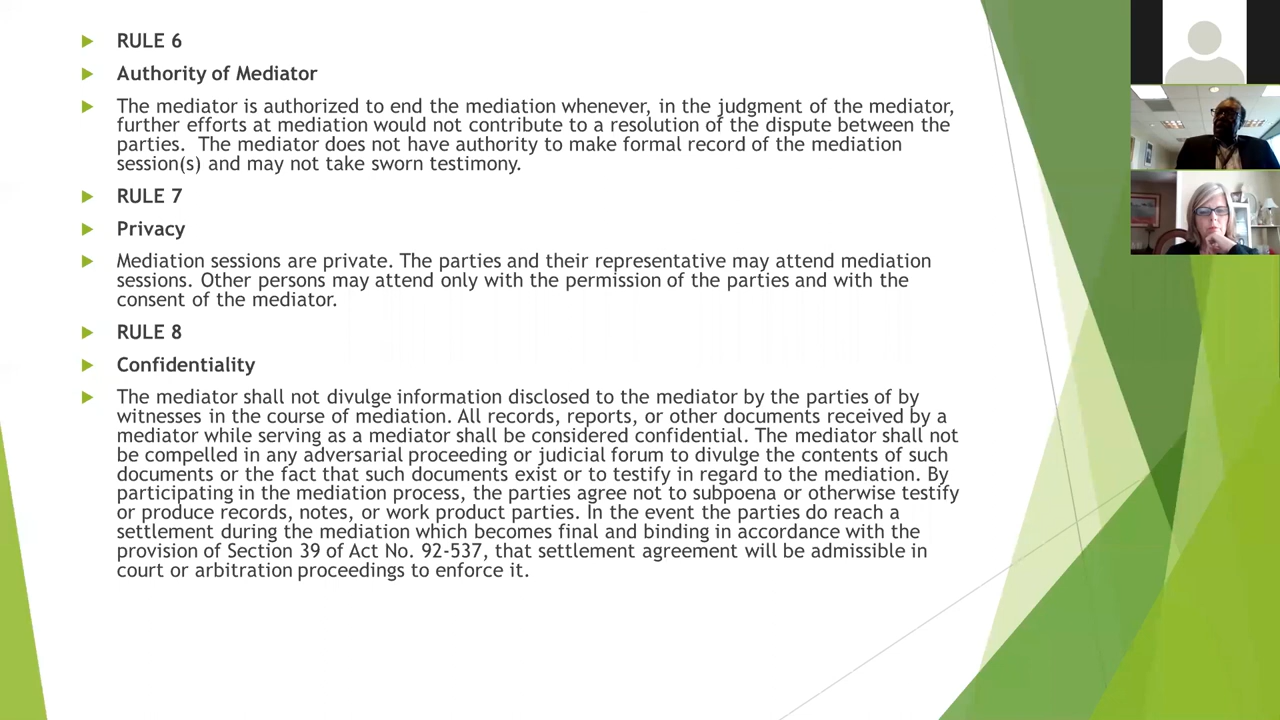 RULE 6
Authority of Mediator
The mediator is authorized to end the mediation whenever, in the judgment of the mediator,
further efforts at mediation would not contribute to a resolution of the dispute between the
parties.  The mediator does not have authority to make formal record of the mediation
session(s) and may not take sworn testimony.
RULE 7
Privacy
Mediation sessions are private. The parties and their representative may attend mediation
sessions. Other persons may attend only with the permission of the parties and with the
consent of the mediator.
RULE 8
Confidentiality
The mediator shall not divulge information disclosed to the mediator by the parties of by
witnesses in the course of mediation. All records, reports, or other documents received by a
mediator while serving as a mediator shall be considered confidential. The mediator shall not
be compelled in any adversarial proceeding or judicial forum to divulge the contents of such
documents or the fact that such documents exist or to testify in regard to the mediation. By
participating in the mediation process, the parties agree not to subpoena or otherwise testify
or produce records, notes, or work product parties. In the event the parties do reach a
settlement during the mediation which becomes final and binding in accordance with the
provision of Section 39 of Act No. 92-537, that settlement agreement will be admissible in
court or arbitration proceedings to enforce it.